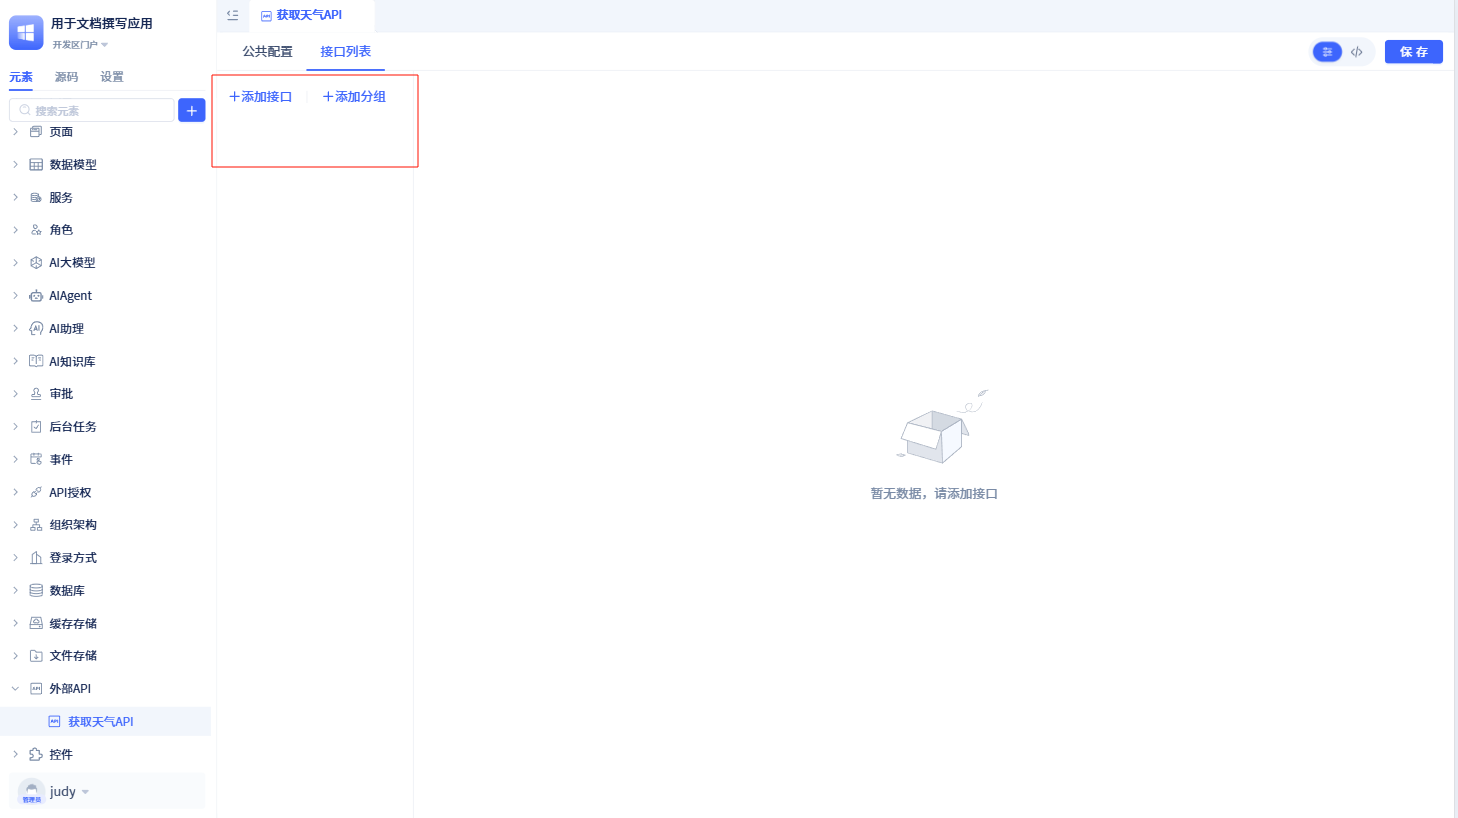 用于文档撰写应用
开发区门户
元素 源码 设置
搜索元素
页面
数据模型
服务
角色
AI大模型
AIAgent
AI助理
AI知识库
审批
后台任务
事件
API授权
组织架构
登录方式
数据库
缓存存储
文件存储
外部API
获取天气API
控件
judy
管理员
获取天气API
公共配置 接口列表
保存
+添加接口 +添加分组
暂无数据，请添加接口